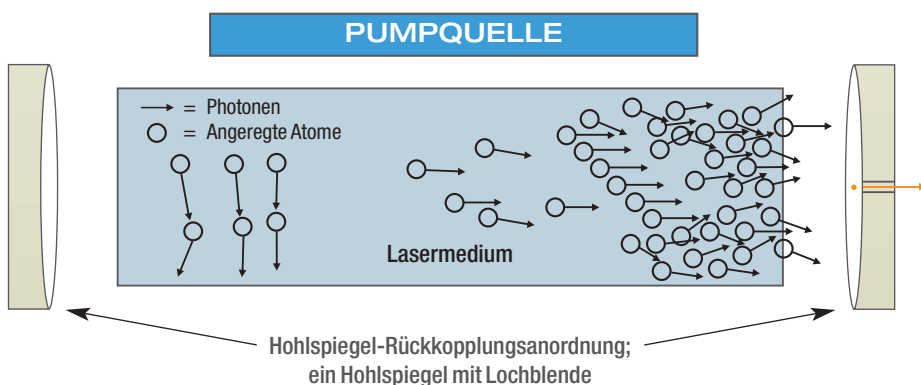 PUMPQUELLE
= Photonen
= Angeregte Atome
Lasermedium
Hohlspiegel-Rückkopplungsanordnung;
ein Hohlspiegel mit Lochblende